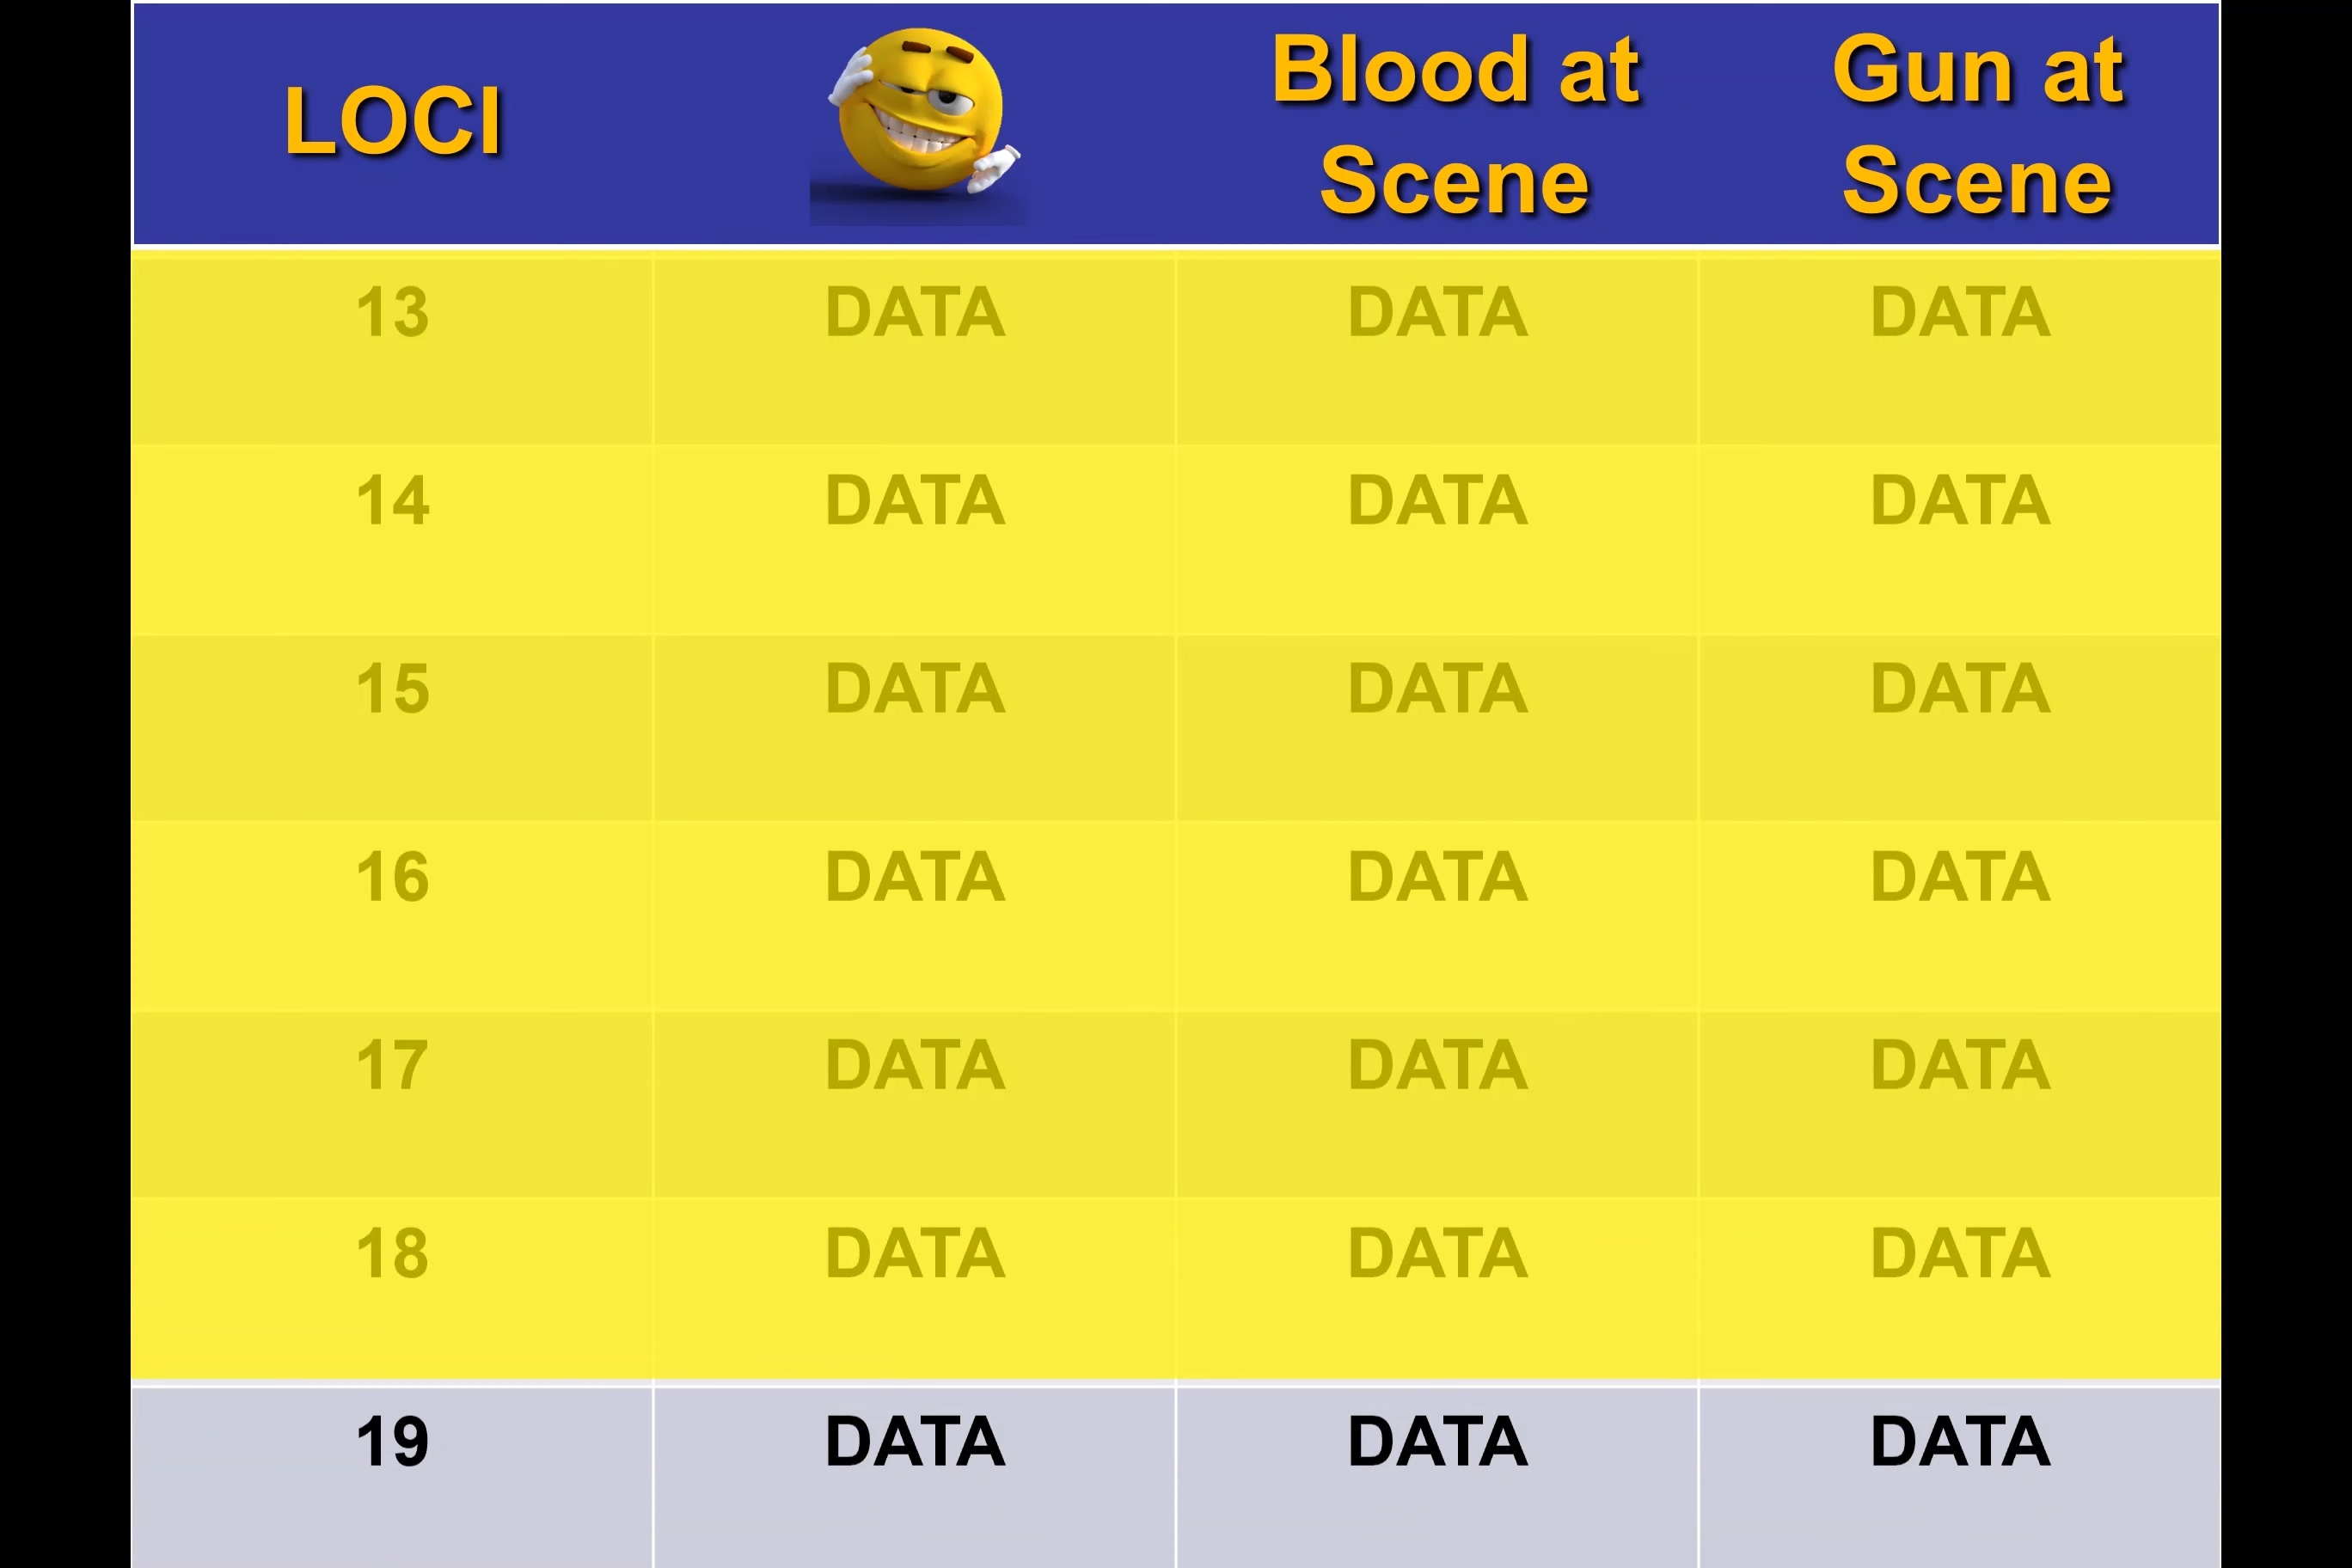 LOCI
Blood at
Scene
Gun at
Scene
13 DATA DATA DATA
14 DATA DATA DATA
15 DATA DATA DATA
16 DATA DATA DATA
17 DATA DATA DATA
18 DATA DATA DATA
19 DATA DATA DATA